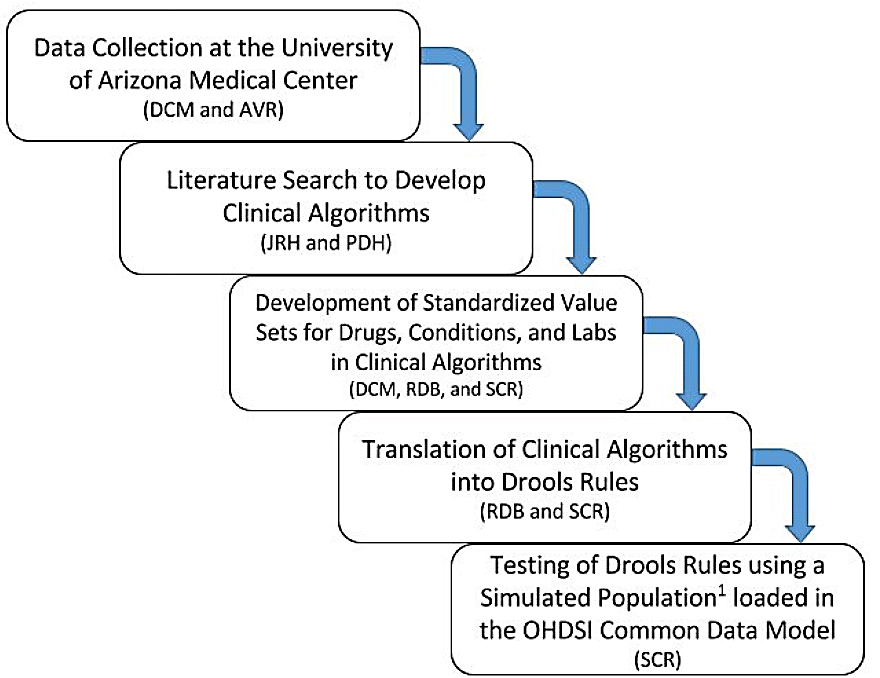 Data Collection at the University
of Arizona Medical Center
(DCM and AVR)
Literature Search to Develop
Clinical Algorithms
(JRH and PDH)
Development of Standardized Value
Sets for Drugs, Conditions, and Labs
in Clinical Algorithms
(DCM, RDB, and SCR)
Translation of Clinical Algorithms
into Drools Rules
(RDB and SCR)
Testing of Drools Rules using a
Simulated Population¹ loaded in
the OHDSI Common Data Model
(SCR)